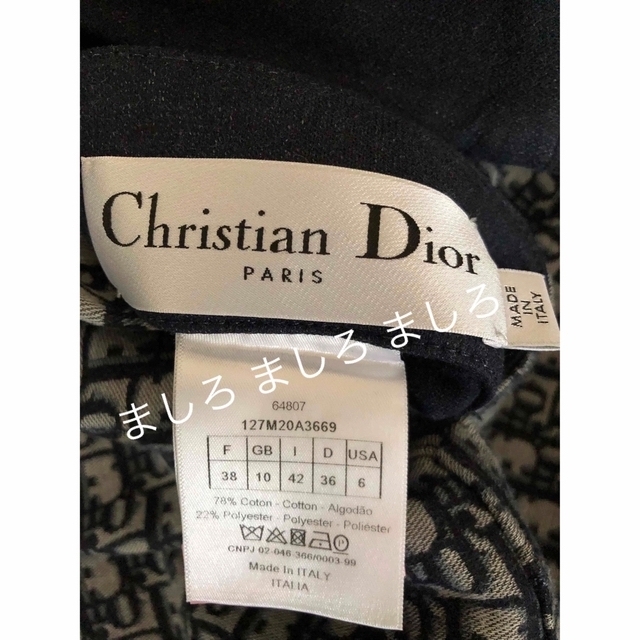 Christian Dior
PARIS
MADE
IN
ITALY
ましろ ましろ ましろ
64807
127M20A3669
F GB I D USA
38 10 42 36 6
78% Coton - Cotton - Algodão
22% Polyester - Polyester - Poliéster
CNPJ 02-046-366/0003-99
Made In ITALY
ITALIA